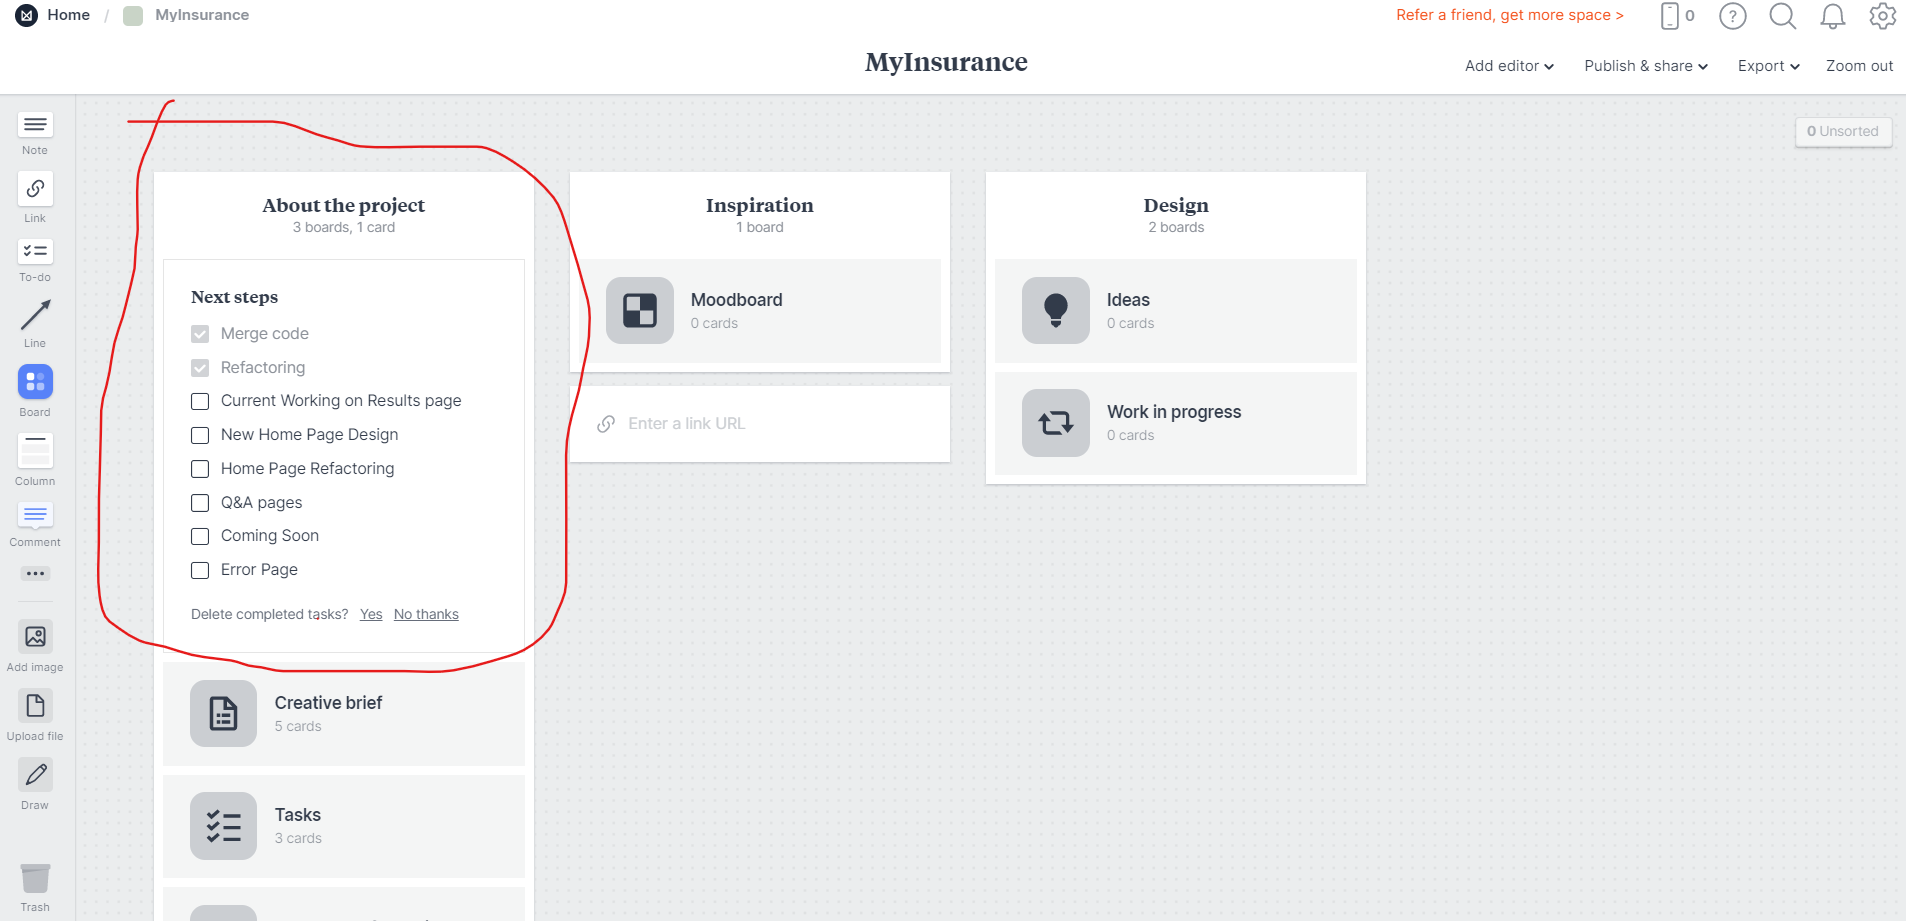 Home / MyInsurance
Refer a friend, get more space >
0
MyInsurance
Add editor
Publish & share
Export
Zoom out
0 Unsorted
Note
Link
To-do
Line
Board
Column
Comment
Add image
Upload file
Draw
Trash
About the project
3 boards, 1 card
Next steps
Merge code
Refactoring
Current Working on Results page
New Home Page Design
Home Page Refactoring
Q&A pages
Coming Soon
Error Page
Delete completed tasks? Yes No thanks
Creative brief
5 cards
Tasks
3 cards
Inspiration
1 board
Moodboard
0 cards
Enter a link URL
Design
2 boards
Ideas
0 cards
Work in progress
0 cards